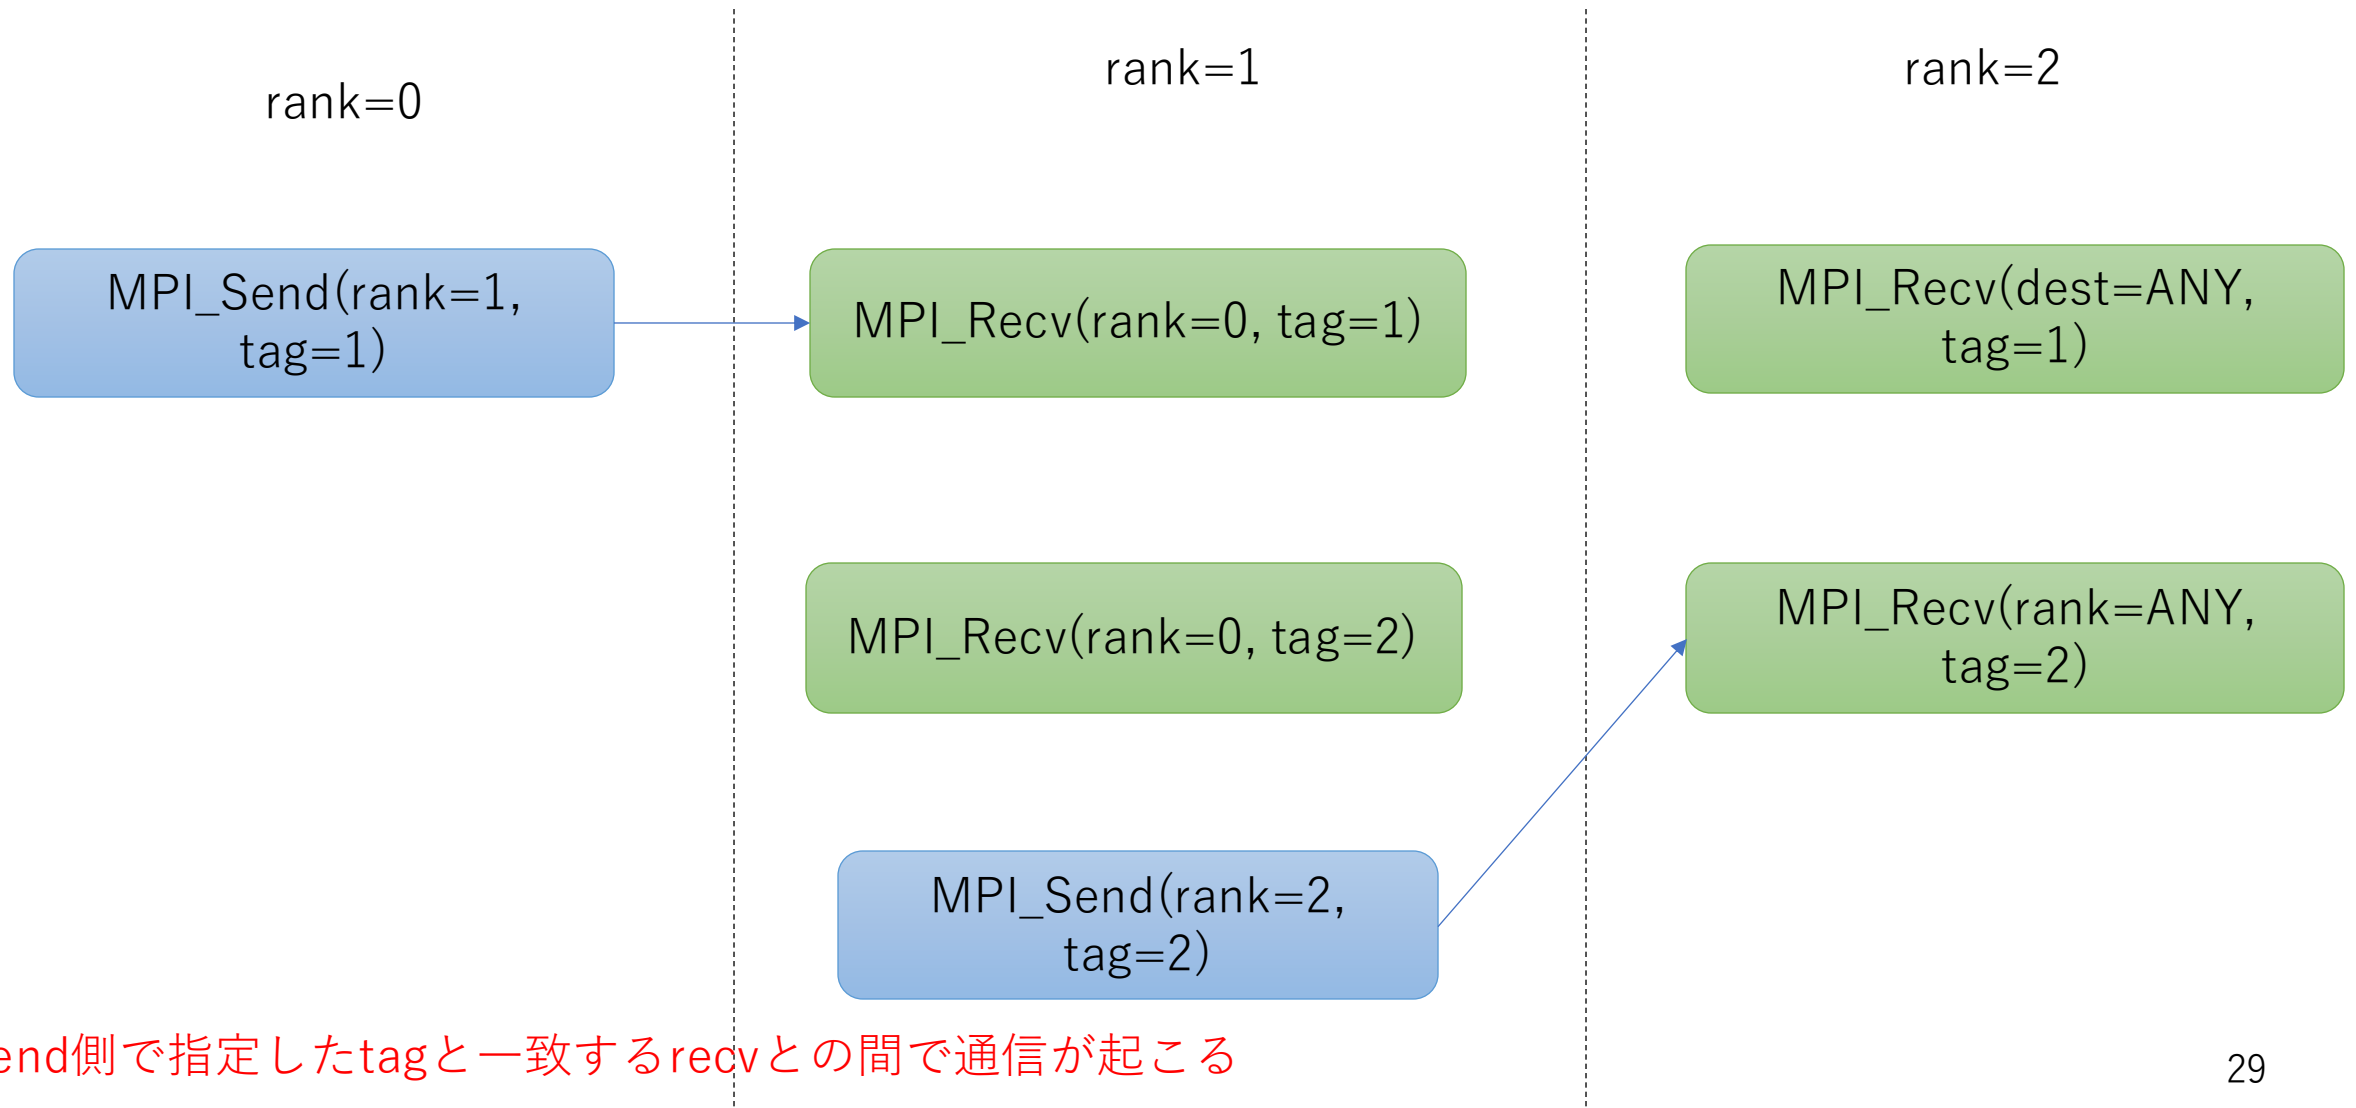 rank=0
rank=1
rank=2
MPI_Send(rank=1,
tag=1)
MPI_Recv(rank=0, tag=1)
MPI_Recv(dest=ANY,
tag=1)
MPI_Recv(rank=0, tag=2)
MPI_Recv(rank=ANY,
tag=2)
MPI_Send(rank=2,
tag=2)
end側で指定したtagと一致するrecvとの間で通信が起こる
29